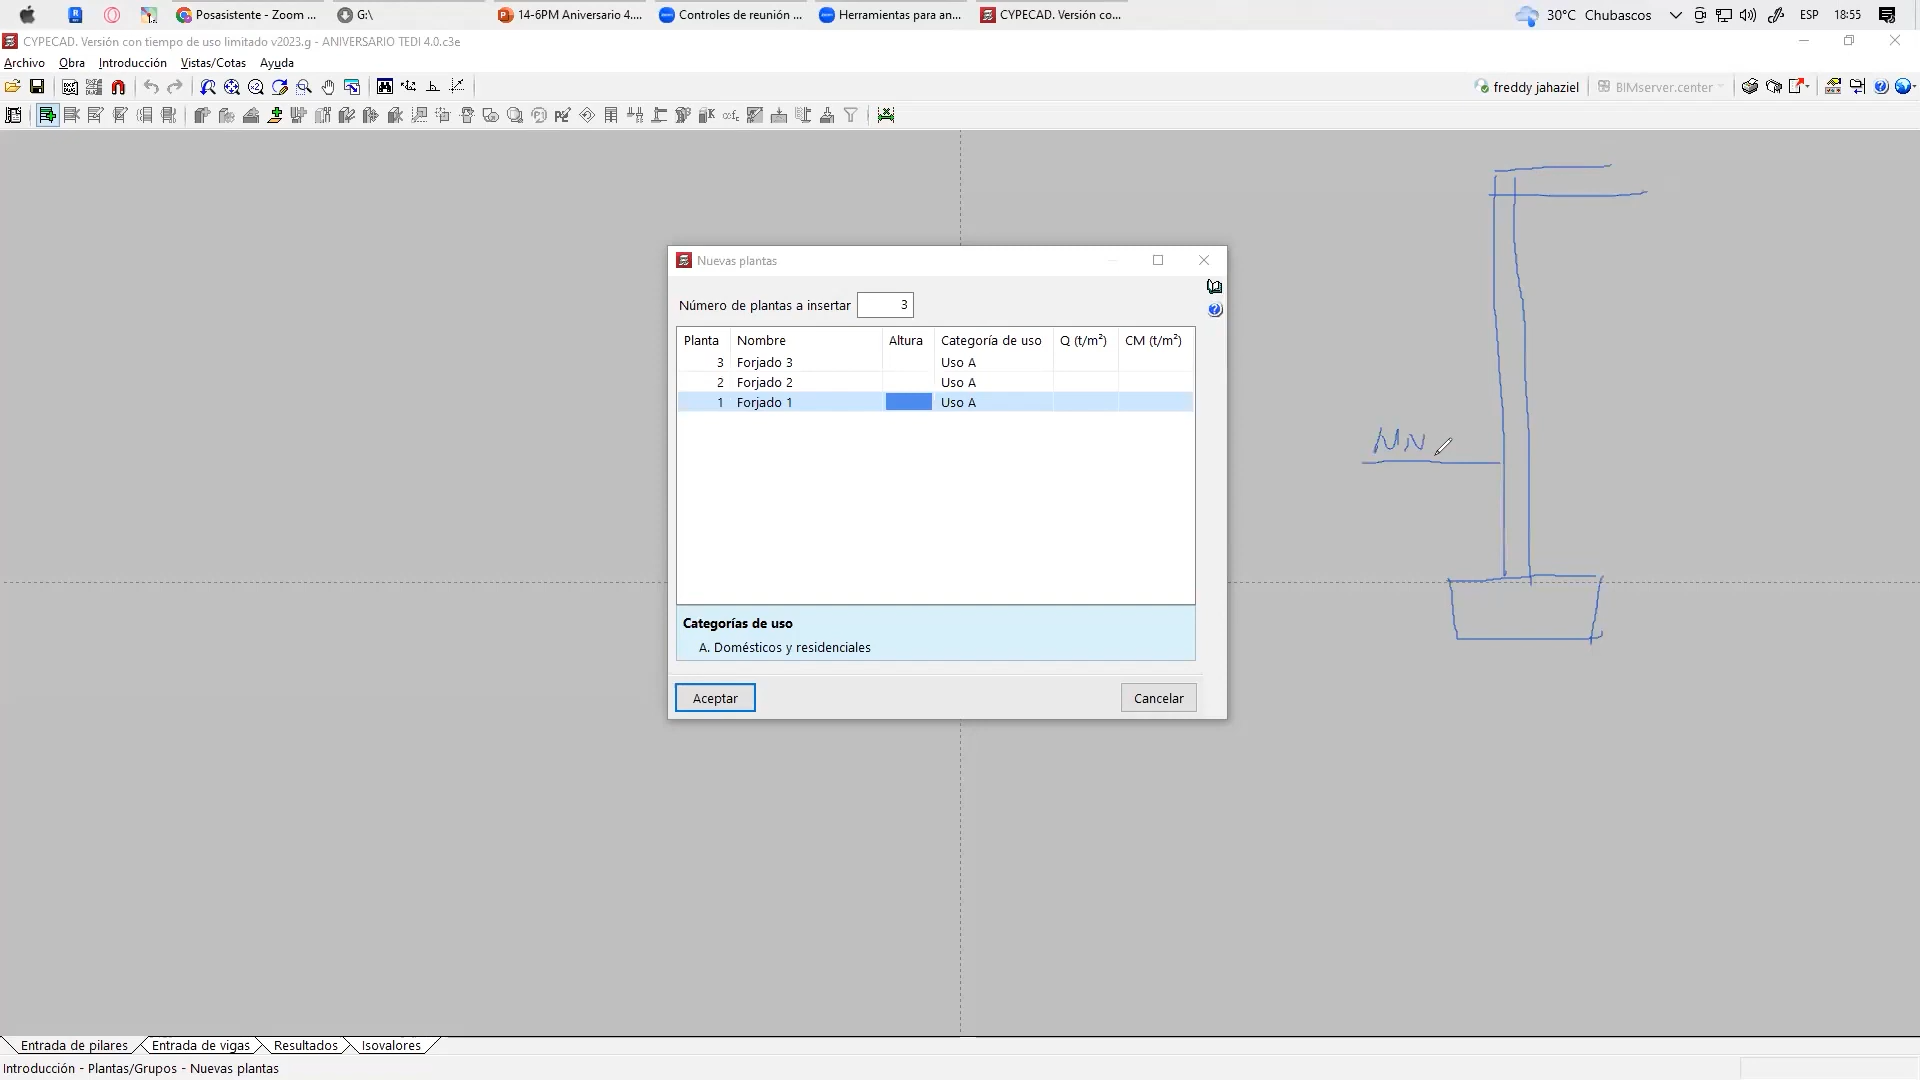 Posasistente - Zoom ...
G:\
14-6PM Aniversario 4....
Controles de reunión ...
Herramientas para an...
CYPECAD. Versión co...
30°C Chubascos
ESP
18:55
CYPECAD. Versión con tiempo de uso limitado v2023.g - ANIVERSARIO TEDI 4.0.c3e
Archivo Obra Introducción Vistas/Cotas Ayuda
freddy jahaziel
BIMserver.center
Nuevas plantas
Número de plantas a insertar 3
Planta Nombre Altura Categoría de uso Q (t/m²) CM (t/m²)
3 Forjado 3 Uso A
2 Forjado 2 Uso A
1 Forjado 1 Uso A
Categorías de uso
A. Domésticos y residenciales
Aceptar Cancelar
Entrada de pilares Entrada de vigas Resultados Isovalores
Introducción - Plantas/Grupos - Nuevas plantas